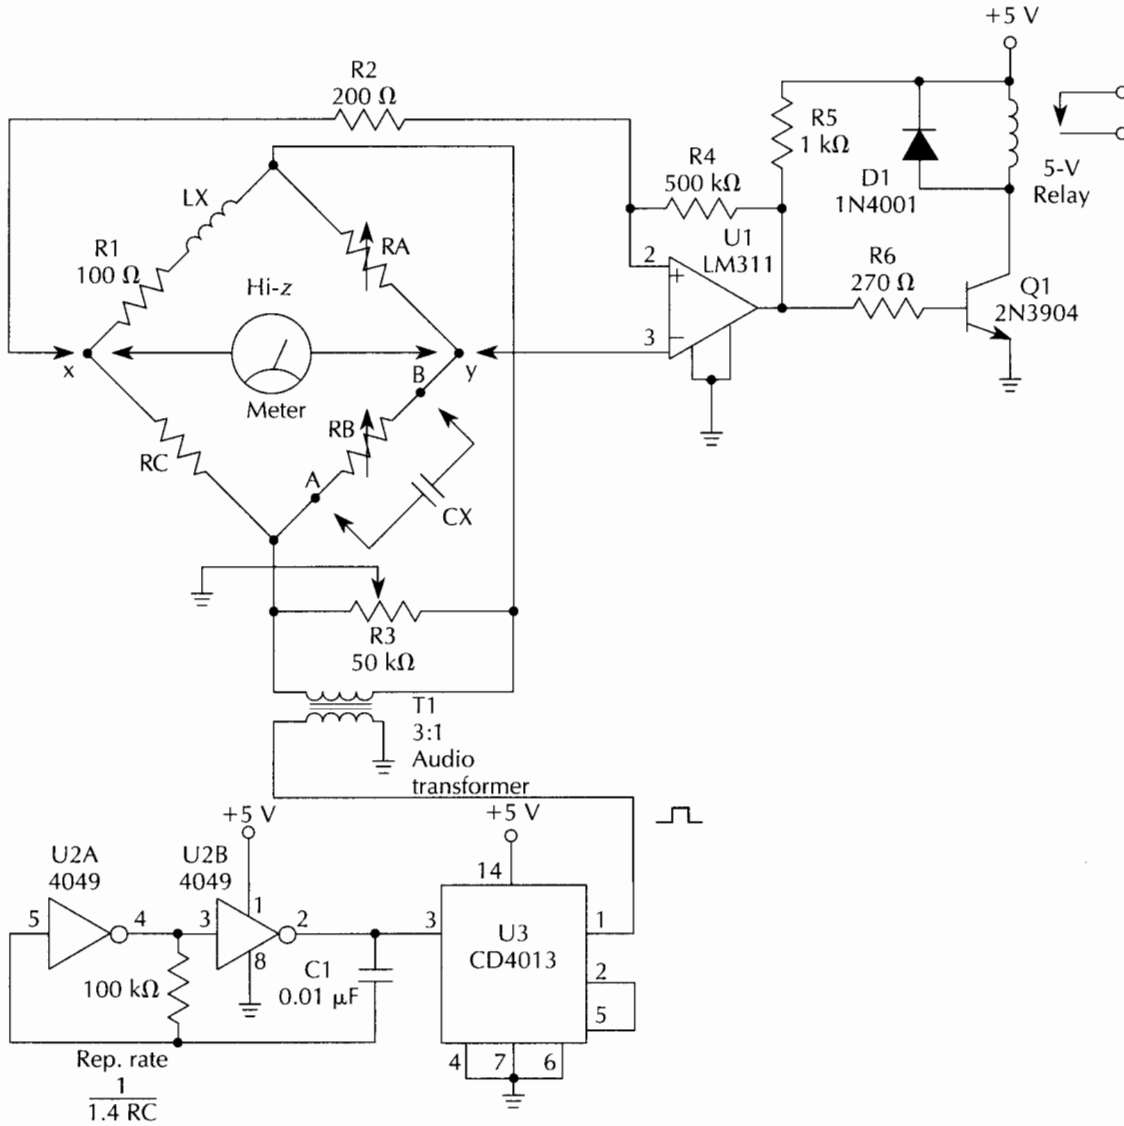 +5 V
R2
200 Ω
R5
1 kΩ
R4
500 kΩ
D1
1N4001
5-V
Relay
LX
RA
R1
100 Ω
U1
LM311
2
+
R6
270 Ω
Q1
2N3904
Hi-z
3
−
x
B
y
Meter
RB
RC
A
CX
R3
50 kΩ
T1
3:1
Audio
transformer
+5 V
+5 V
U2A
4049
U2B
4049
14
5
4
3
1
2
3
U3
CD4013
1
8
100 kΩ
C1
0.01 μF
2
5
4
7
6
Rep. rate
1
1.4 RC